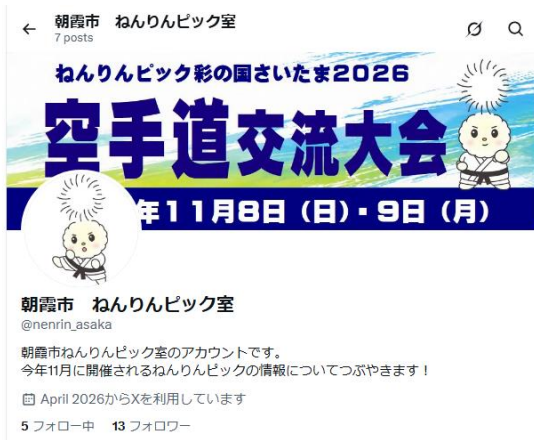 朝霞市　ねんりんピック室
7 posts
ねんりんピック彩の国さいたま2026
空手道交流大会
年11月8日（日）・9日（月）
朝霞市　ねんりんピック室
@nenrin_asaka
朝霞市ねんりんピック室のアカウントです。
今年11月に開催されるねんりんピックの情報についてつぶやきます！
April 2026からXを利用しています
5 フォロー中　13 フォロワー